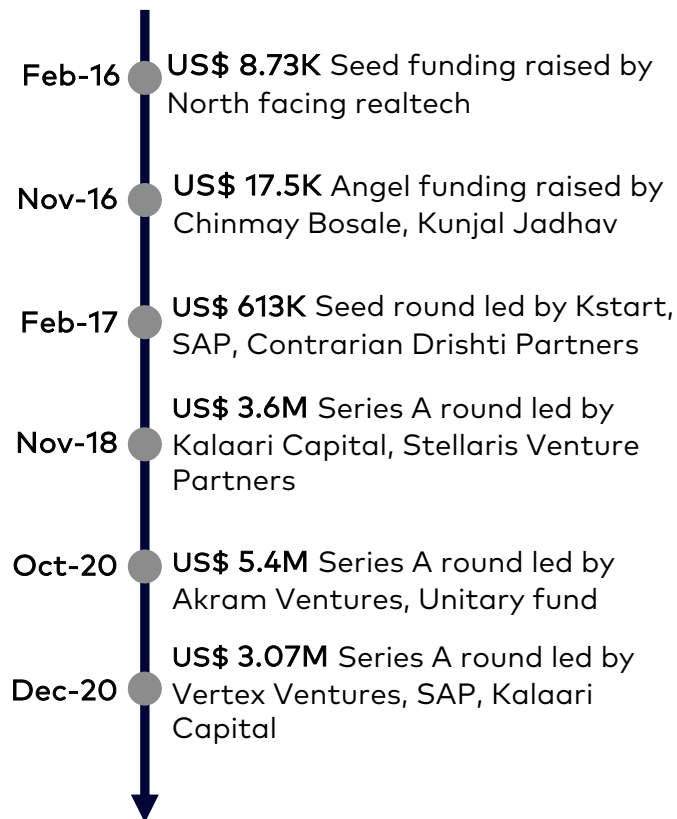 Feb-16
US$ 8.73K Seed funding raised by
North facing realtech
Nov-16
US$ 17.5K Angel funding raised by
Chinmay Bosale, Kunjal Jadhav
Feb-17
US$ 613K Seed round led by Kstart,
SAP, Contrarian Drishti Partners
Nov-18
US$ 3.6M Series A round led by
Kalaari Capital, Stellaris Venture
Partners
Oct-20
US$ 5.4M Series A round led by
Akram Ventures, Unitary fund
Dec-20
US$ 3.07M Series A round led by
Vertex Ventures, SAP, Kalaari
Capital